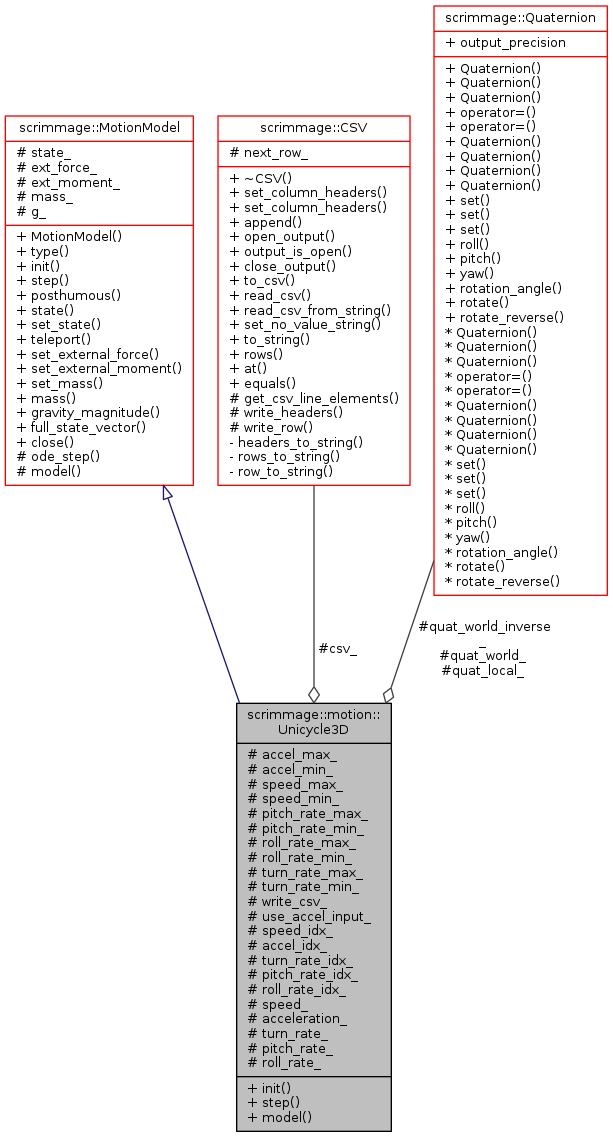 scrimmage::MotionModel
# state_
# ext_force_
# ext_moment_
# mass_
# g_
+ MotionModel()
+ type()
+ init()
+ step()
+ posthumous()
+ state()
+ set_state()
+ teleport()
+ set_external_force()
+ set_external_moment()
+ set_mass()
+ mass()
+ gravity_magnitude()
+ full_state_vector()
+ close()
# ode_step()
# model()
scrimmage::CSV
# next_row_
+ ~CSV()
+ set_column_headers()
+ set_column_headers()
+ append()
+ open_output()
+ output_is_open()
+ close_output()
+ to_csv()
+ read_csv()
+ read_csv_from_string()
+ set_no_value_string()
+ to_string()
+ rows()
+ at()
+ equals()
# get_csv_line_elements()
# write_headers()
# write_row()
- headers_to_string()
- rows_to_string()
- row_to_string()
scrimmage::Quaternion
+ output_precision
+ Quaternion()
+ Quaternion()
+ Quaternion()
+ operator=()
+ operator=()
+ Quaternion()
+ Quaternion()
+ Quaternion()
+ Quaternion()
+ set()
+ set()
+ set()
+ roll()
+ pitch()
+ yaw()
+ rotation_angle()
+ rotate()
+ rotate_reverse()
* Quaternion()
* Quaternion()
* Quaternion()
* operator=()
* operator=()
* Quaternion()
* Quaternion()
* Quaternion()
* Quaternion()
* set()
* set()
* set()
* roll()
* pitch()
* yaw()
* rotation_angle()
* rotate()
* rotate_reverse()
#csv_
#quat_world_inverse
_
#quat_world_
#quat_local_
scrimmage::motion::
Unicycle3D
# accel_max_
# accel_min_
# speed_max_
# speed_min_
# pitch_rate_max_
# pitch_rate_min_
# roll_rate_max_
# roll_rate_min_
# turn_rate_max_
# turn_rate_min_
# write_csv_
# use_accel_input_
# speed_idx_
# accel_idx_
# turn_rate_idx_
# pitch_rate_idx_
# roll_rate_idx_
# speed_
# acceleration_
# turn_rate_
# pitch_rate_
# roll_rate_
+ init()
+ step()
+ model()